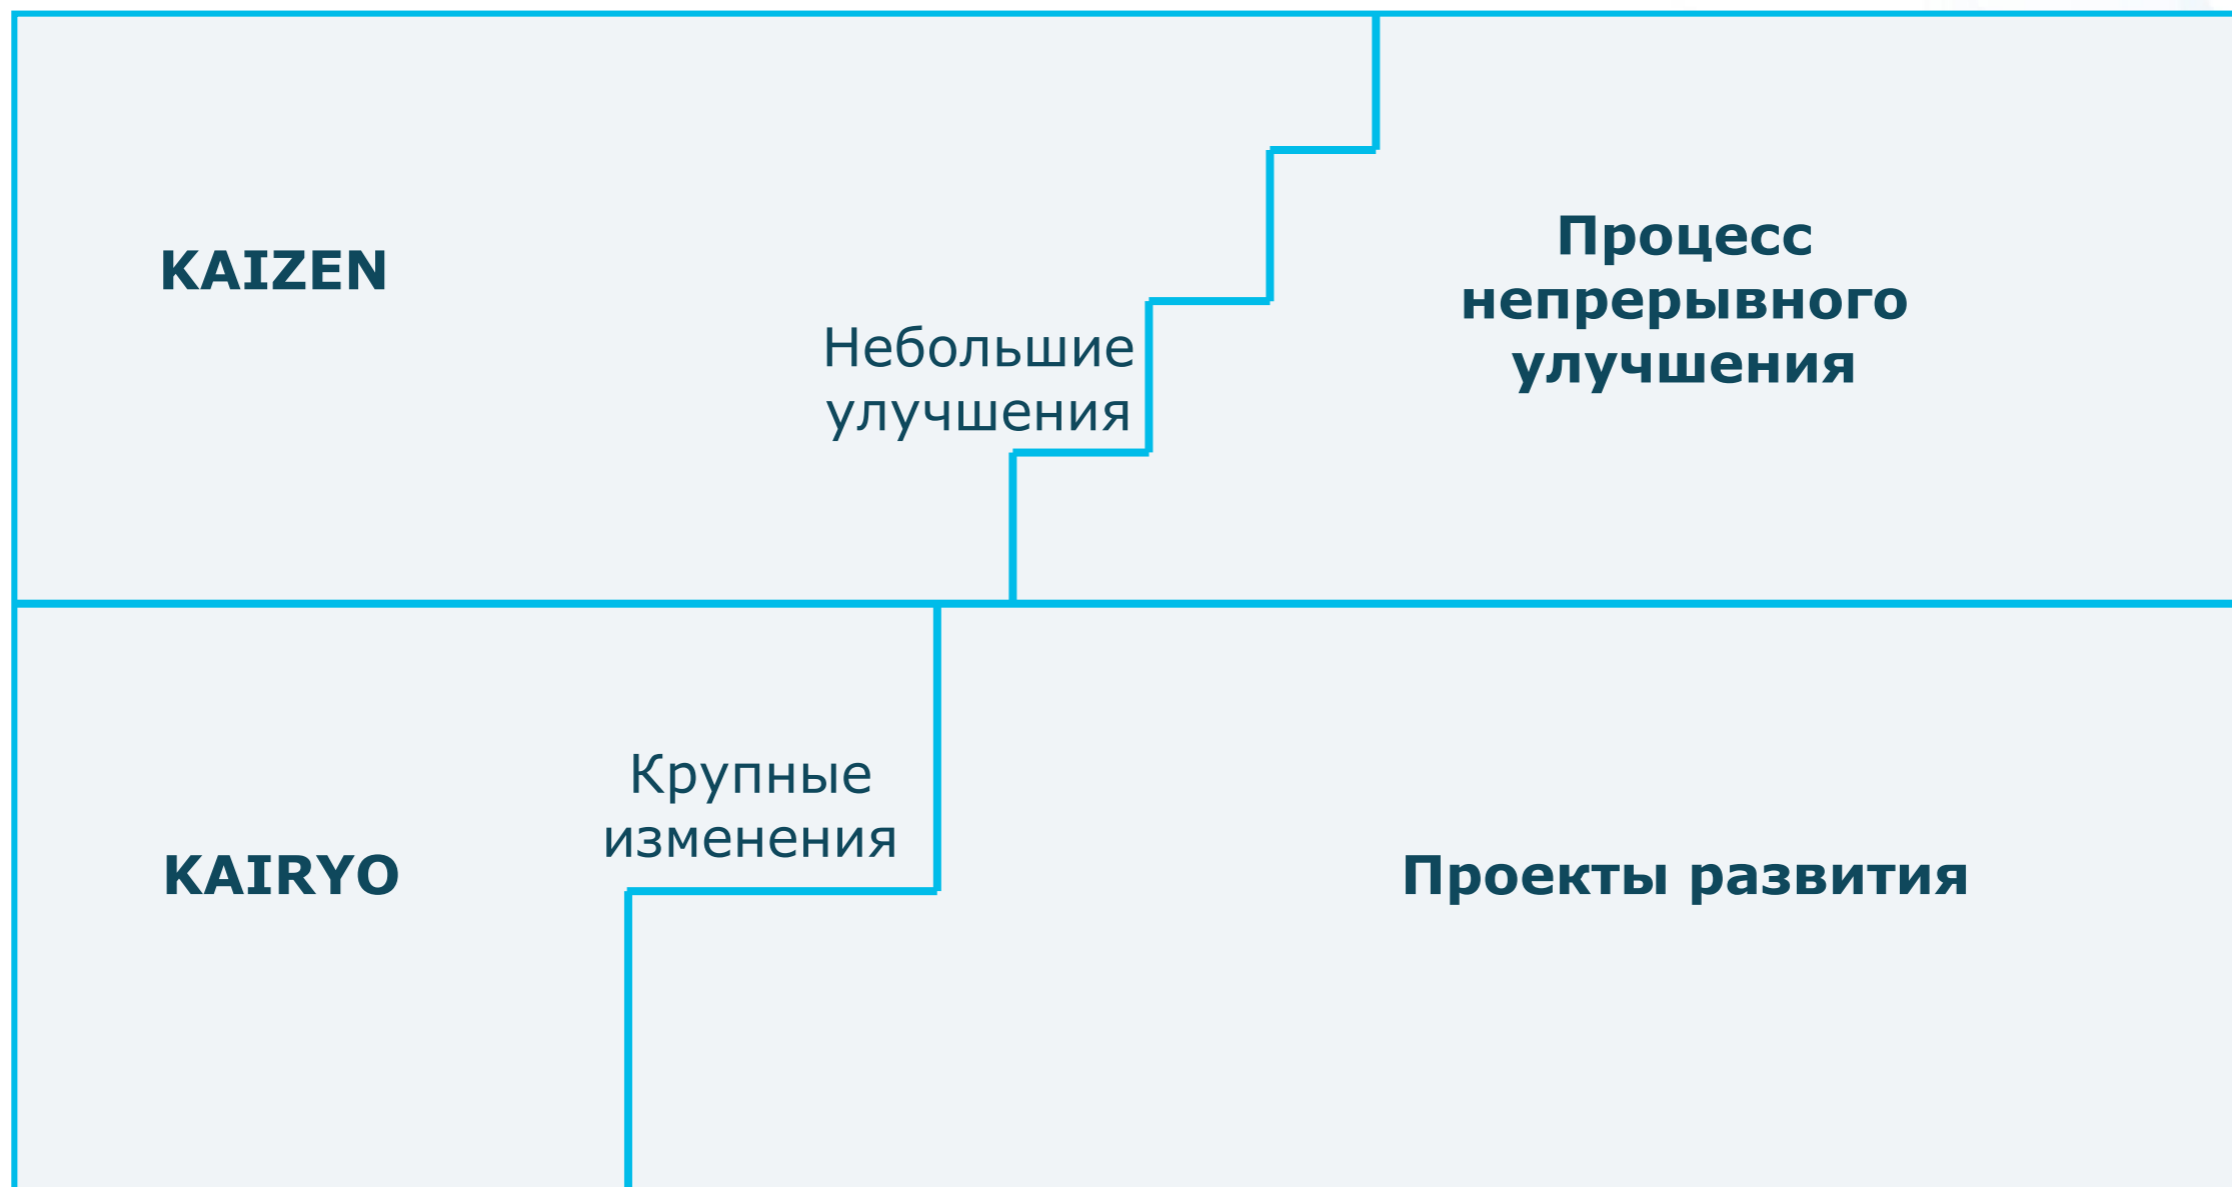 KAIZEN
Небольшие
улучшения
Процесс
непрерывного
улучшения
KAIRYO
Крупные
изменения
Проекты развития